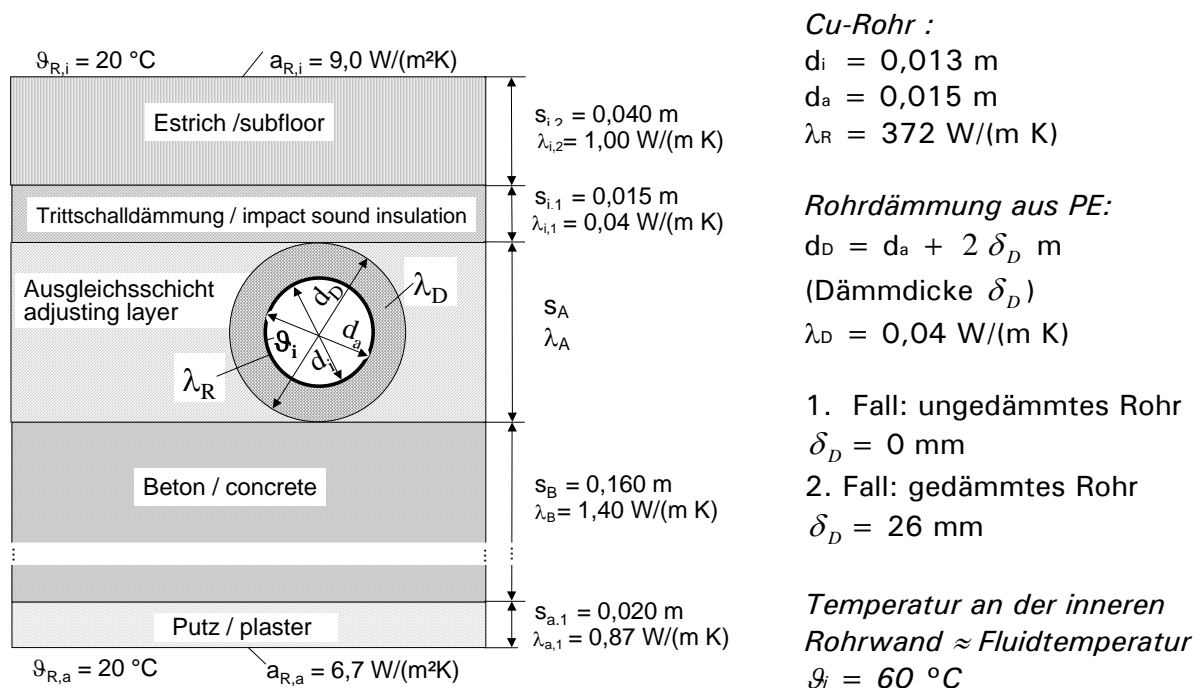 ϑR,i = 20 °C
aR,i = 9,0 W/(m²K)
Estrich /subfloor
si,2 = 0,040 m
λi,2= 1,00 W/(m K)
Trittschalldämmung / impact sound insulation
si,1 = 0,015 m
λi,1 = 0,04 W/(m K)
Ausgleichsschicht
adjusting layer
dD
λD
ϑi
da
di
λR
sA
λA
Beton / concrete
sB = 0,160 m
λB= 1,40 W/(m K)
Putz / plaster
sa,1 = 0,020 m
λa,1 = 0,87 W/(m K)
ϑR,a = 20 °C
aR,a = 6,7 W/(m²K)
Cu-Rohr :
di = 0,013 m
da = 0,015 m
λR = 372 W/(m K)
Rohrdämmung aus PE:
dD = da + 2 δD m
(Dämmdicke δD)
λD = 0,04 W/(m K)
1. Fall: ungedämmtes Rohr
δD = 0 mm
2. Fall: gedämmtes Rohr
δD = 26 mm
Temperatur an der inneren
Rohrwand ≈ Fluidtemperatur
ϑi = 60 °C